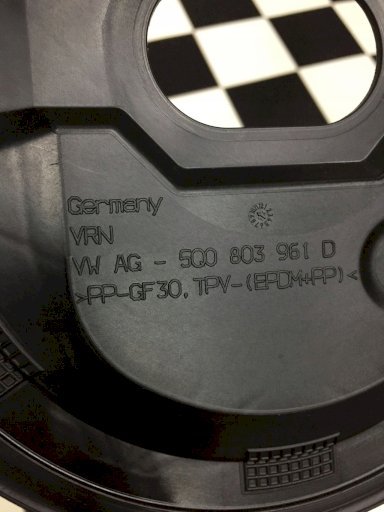 Germany
VRN
VW AG - 5Q0 803 961 D
>PP-GF30, TPV-(EPDM+PP)<